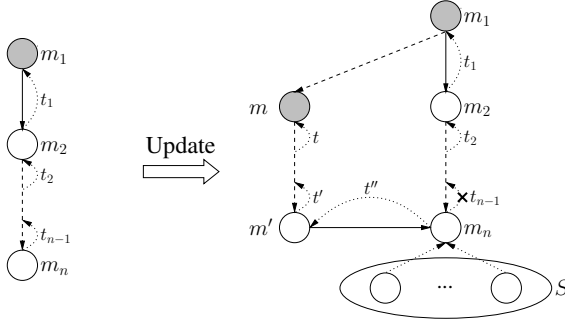 m₁
t₁
m₂
t₂
tₙ₋₁
mₙ
Update
m₁
t₁
m
m₂
t
t₂
t'
tₙ₋₁
t''
m'
mₙ
...
S